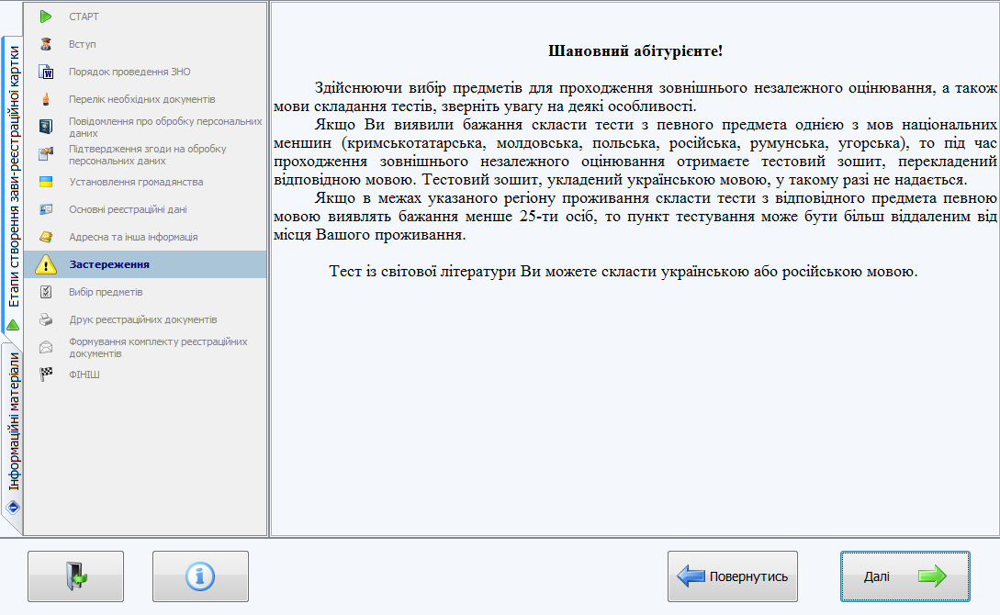 Етапи створення зави-реєстраційної картки
Інформаційні матеріали
СТАРТ
Вступ
Порядок проведення ЗНО
Перелік необхідних документів
Повідомлення про обробку персональних
даних
Підтвердження згоди на обробку
персональних даних
Установлення громадянства
Основні реєстраційні дані
Адресна та інша інформація
Застереження
Вибір предметів
Друк реєстраційних документів
Формування комплекту реєстраційних
документів
ФІНІШ
Шановний абітурієнте!
Здійснюючи вибір предметів для проходження зовнішнього незалежного оцінювання, а також
мови складання тестів, зверніть увагу на деякі особливості.
Якщо Ви виявили бажання скласти тести з певного предмета однією з мов національних
меншин (кримськотатарська, молдовська, польська, російська, румунська, угорська), то під час
проходження зовнішнього незалежного оцінювання отримаєте тестовий зошит, перекладений
відповідною мовою. Тестовий зошит, укладений українською мовою, у такому разі не надається.
Якщо в межах указаного регіону проживання скласти тести з відповідного предмета певною
мовою виявлять бажання менше 25-ти осіб, то пункт тестування може бути більш віддаленим від
місця Вашого проживання.
Тест із світової літератури Ви можете скласти українською або російською мовою.
Повернутись
Далі